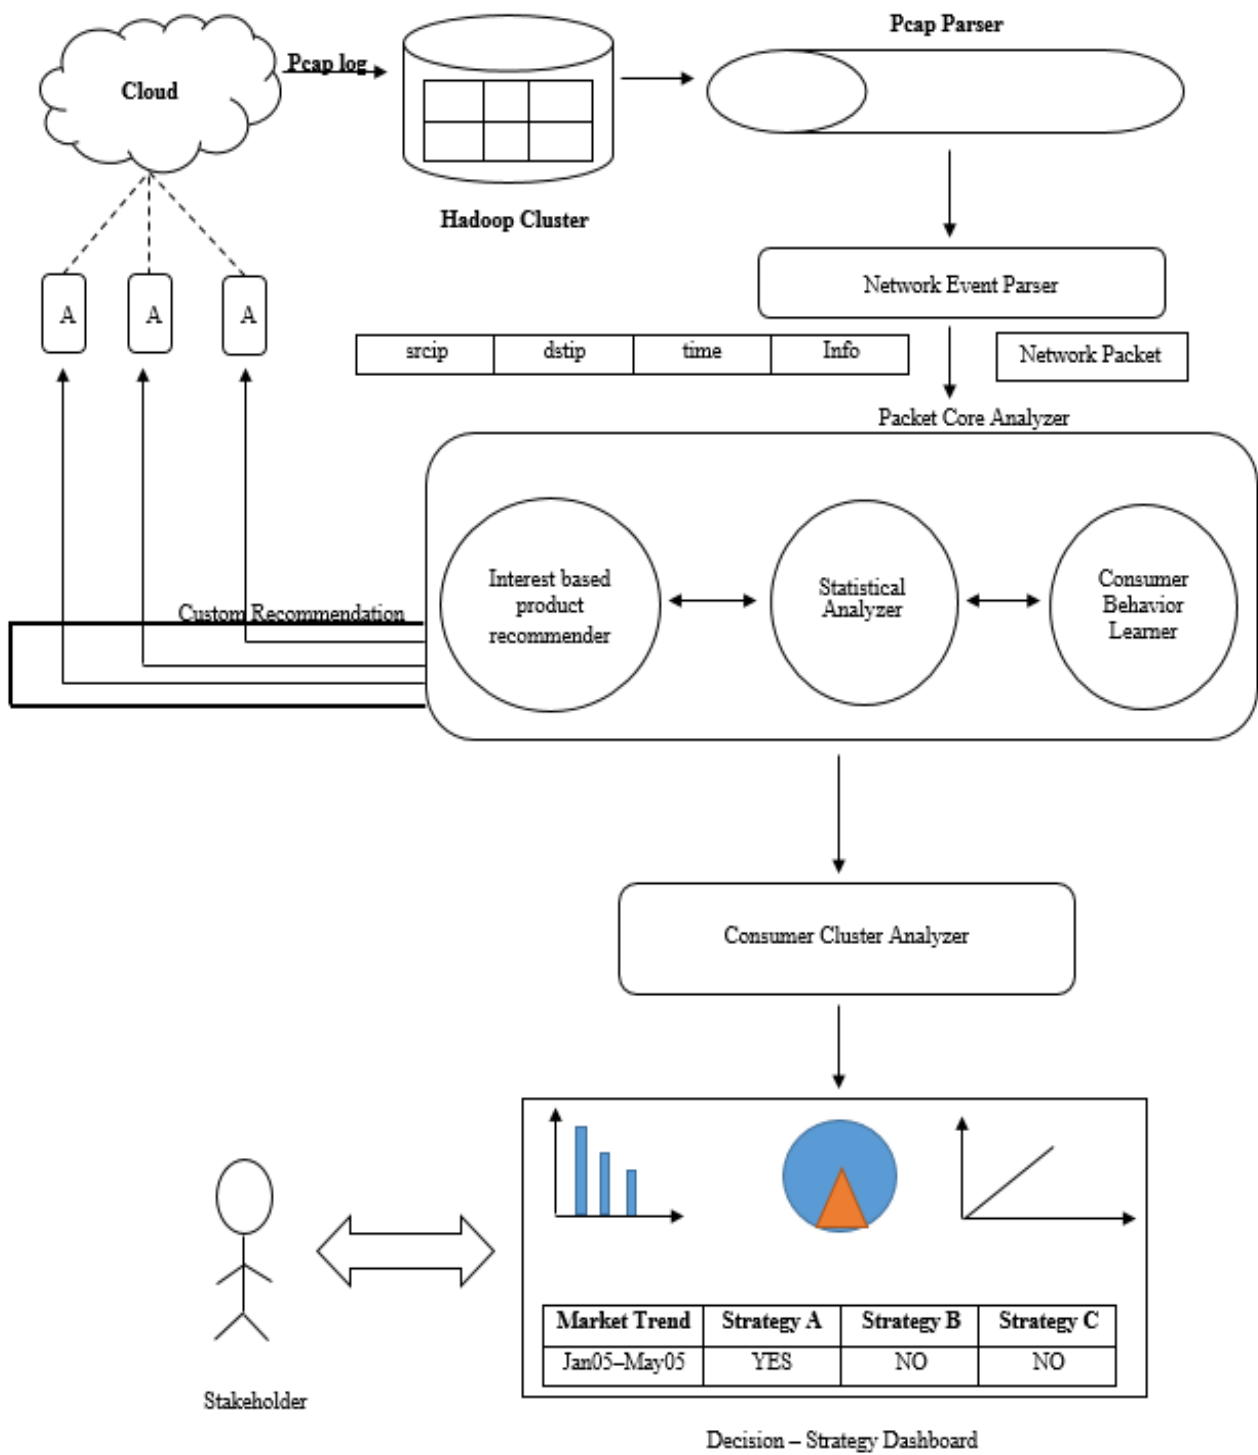 Pcap Parser
Pcap log
Cloud
Hadoop Cluster
Network Event Parser
A
A
A
srcip
dstip
time
Info
Network Packet
Packet Core Analyzer
Interest based
product
recommender
Statistical
Analyzer
Consumer
Behavior
Learner
Custom Recommendation
Consumer Cluster Analyzer
Market Trend
Strategy A
Strategy B
Strategy C
Jan05–May05
YES
NO
NO
Stakeholder
Decision – Strategy Dashboard